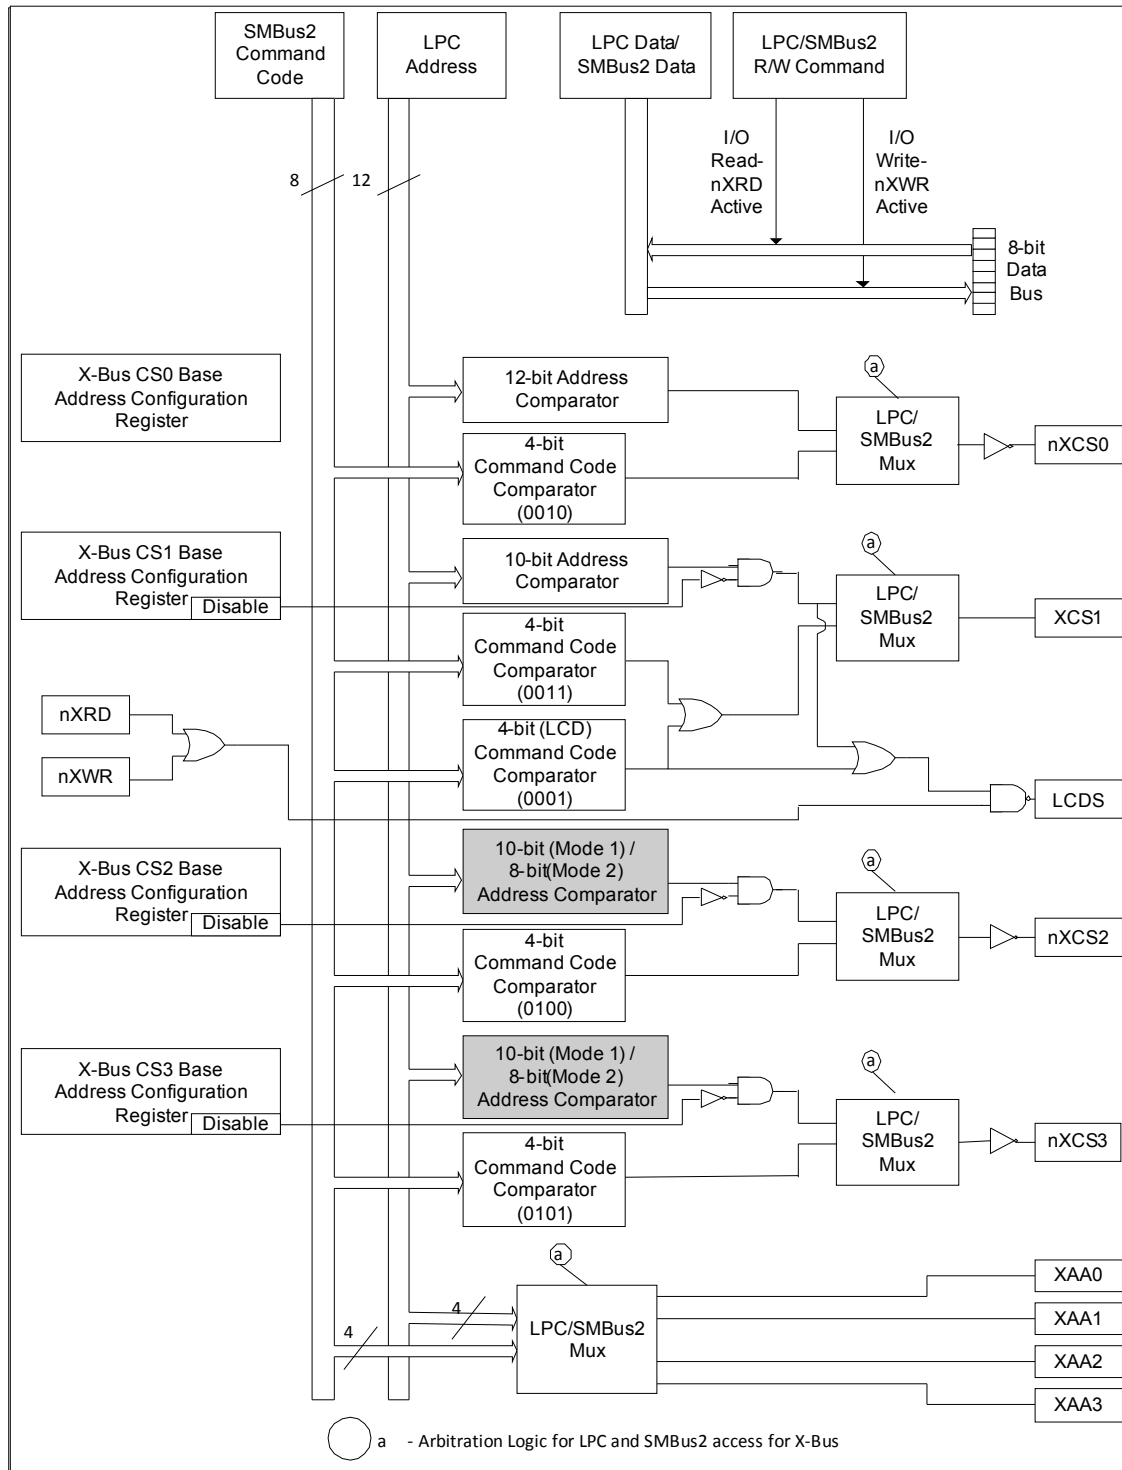 SMBus2
Command
Code
LPC
Address
LPC Data/
SMBus2 Data
LPC/SMBus2
R/W Command
8
12
I/O
Read-
nXRD
Active
I/O
Write-
nXWR
Active
8-bit
Data
Bus
X-Bus CS0 Base
Address Configuration
Register
12-bit Address
Comparator
4-bit
Command Code
Comparator
(0010)
a
LPC/
SMBus2
Mux
nXCS0
X-Bus CS1 Base
Address Configuration
Register
Disable
10-bit Address
Comparator
4-bit
Command Code
Comparator
(0011)
a
LPC/
SMBus2
Mux
XCS1
nXRD
nXWR
4-bit (LCD)
Command Code
Comparator
(0001)
LCDS
X-Bus CS2 Base
Address Configuration
Register
Disable
10-bit (Mode 1) /
8-bit(Mode 2)
Address Comparator
4-bit
Command Code
Comparator
(0100)
a
LPC/
SMBus2
Mux
nXCS2
X-Bus CS3 Base
Address Configuration
Register
Disable
10-bit (Mode 1) /
8-bit(Mode 2)
Address Comparator
4-bit
Command Code
Comparator
(0101)
a
LPC/
SMBus2
Mux
nXCS3
4
4
a
LPC/SMBus2
Mux
XAA0
XAA1
XAA2
XAA3
a - Arbitration Logic for LPC and SMBus2 access for X-Bus